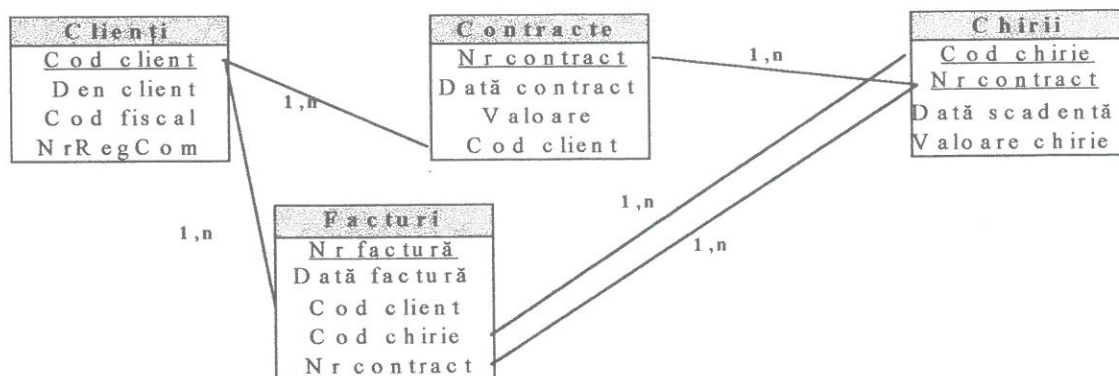 Clienți
Cod client
Den client
Cod fiscal
NrRegCom
1,n
Contracte
Nr contract
Dată contract
Valoare
Cod client
1,n
Chirii
Cod chirie
Nr contract
Dată scadentă
Valoare chirie
1,n
Facturi
Nr factură
Dată factură
Cod client
Cod chirie
Nr contract
1,n
1,n